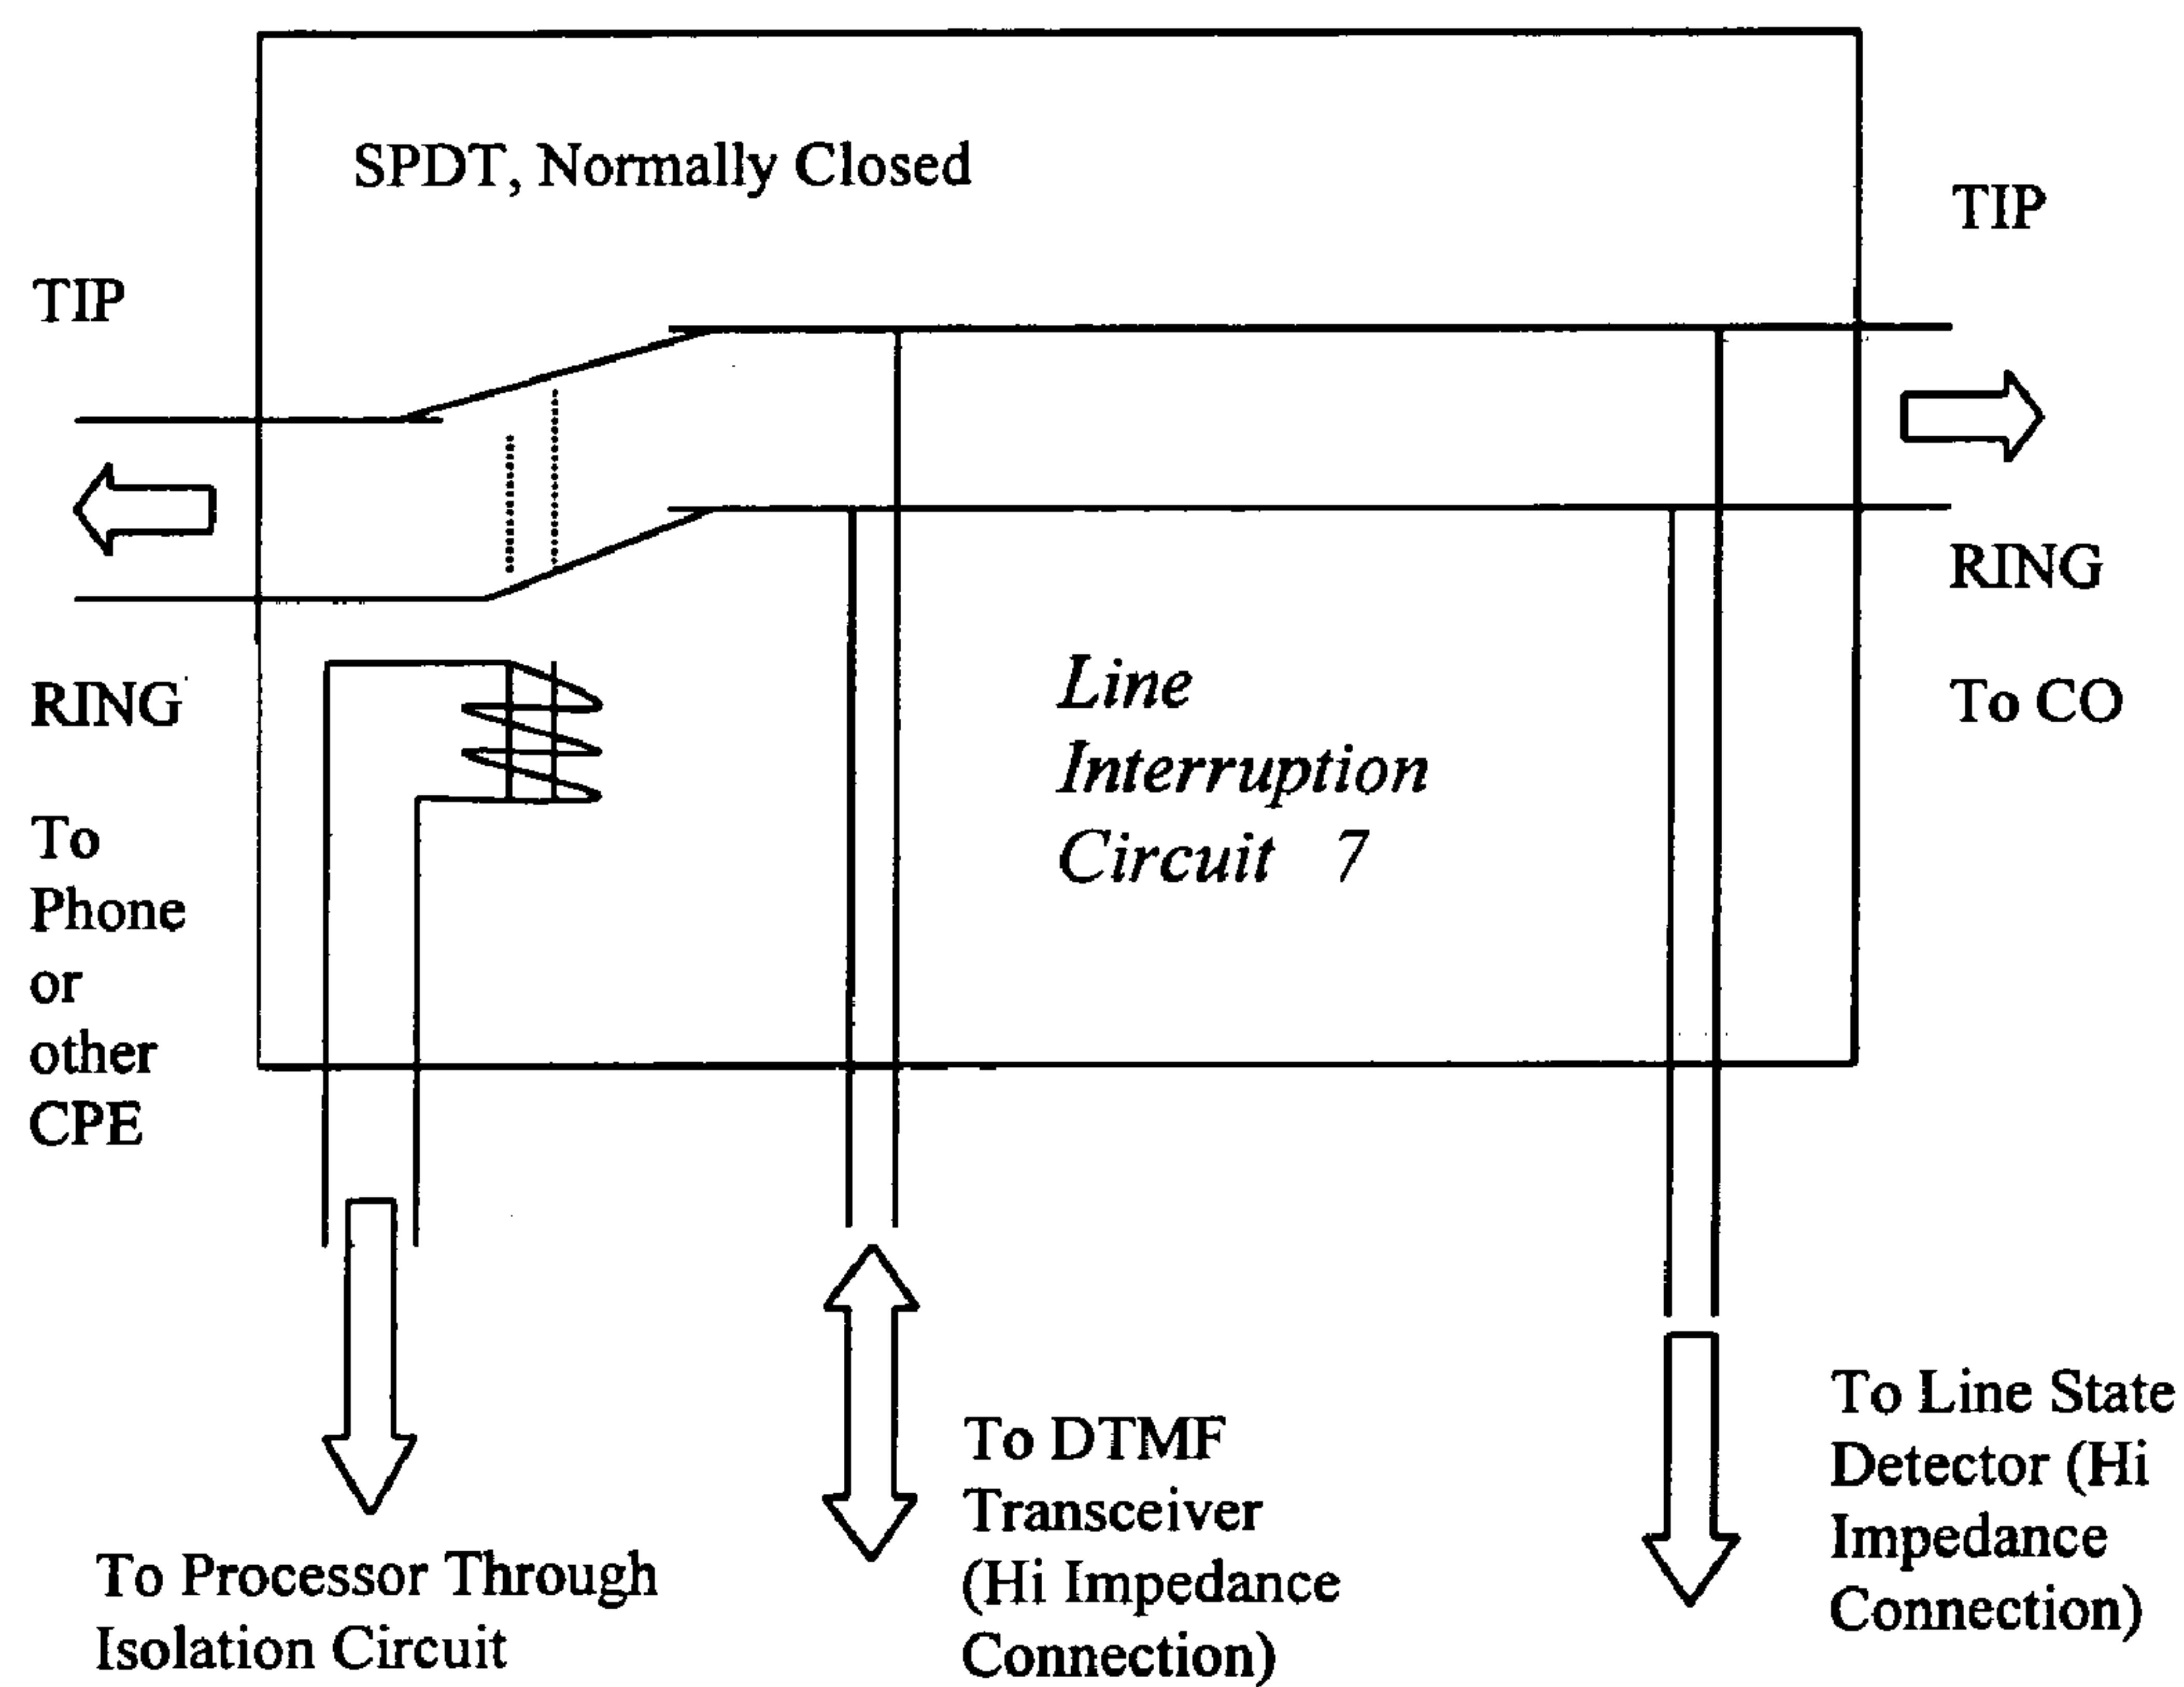 SPDT, Normally Closed
TIP
TIP
RING
To CO
RING
To
Phone
or
other
CPE
Line
Interruption
Circuit 7
To Processor Through
Isolation Circuit
To DTMF
Transceiver
(Hi Impedance
Connection)
To Line State
Detector (Hi
Impedance
Connection)